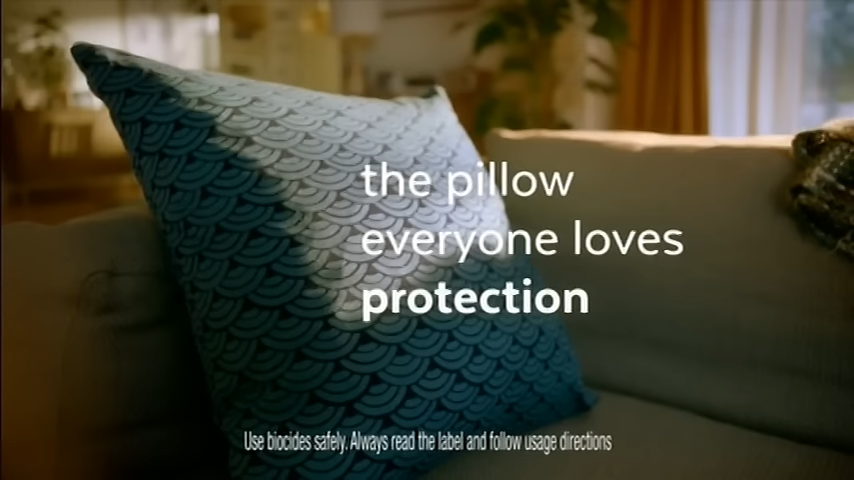 the pillow
everyone loves
protection
Use biocides safely. Always read the label and follow usage directions